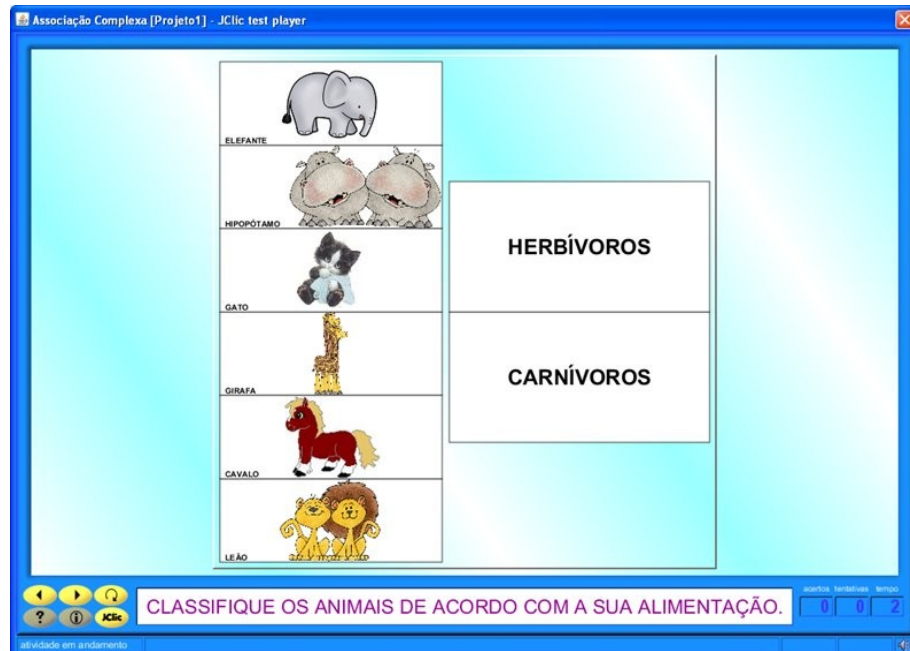 Associação Complexa [Projeto1] - JClic test player
ELEFANTE
HIPOPÓTAMO
GATO
GIRAFA
CAVALO
LEÃO
HERBÍVOROS
CARNÍVOROS
CLASSIFIQUE OS ANIMAIS DE ACORDO COM A SUA ALIMENTAÇÃO.
? i JClic
acertos tentativas tempo
0 0 2
atividade em andamento